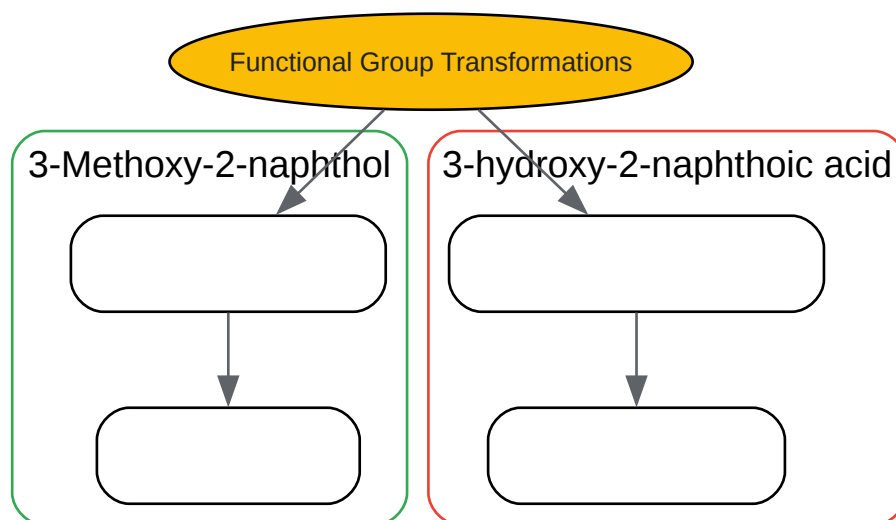 Functional Group Transformations
3-Methoxy-2-naphthol
3-hydroxy-2-naphthoic acid